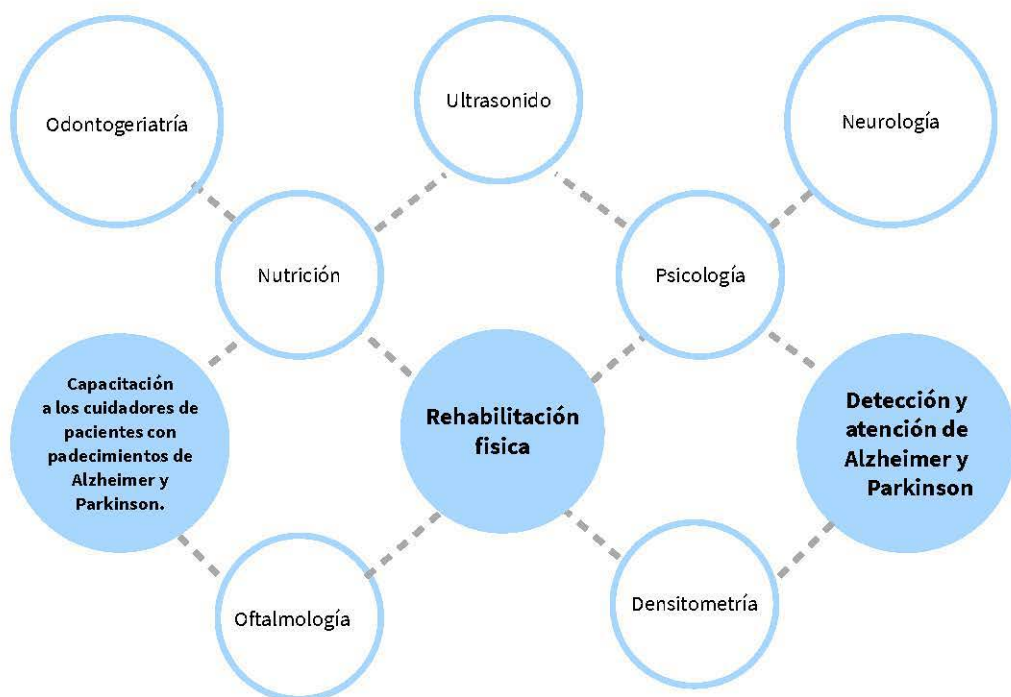 Odontogeriatría
Ultrasonido
Neurología
Nutrición
Psicología
Capacitación
a los cuidadores de
pacientes con
padecimientos de
Alzheimer y
Parkinson.
Rehabilitación
fisica
Detección y
atención de
Alzheimer y
Parkinson
Oftalmología
Densitometría